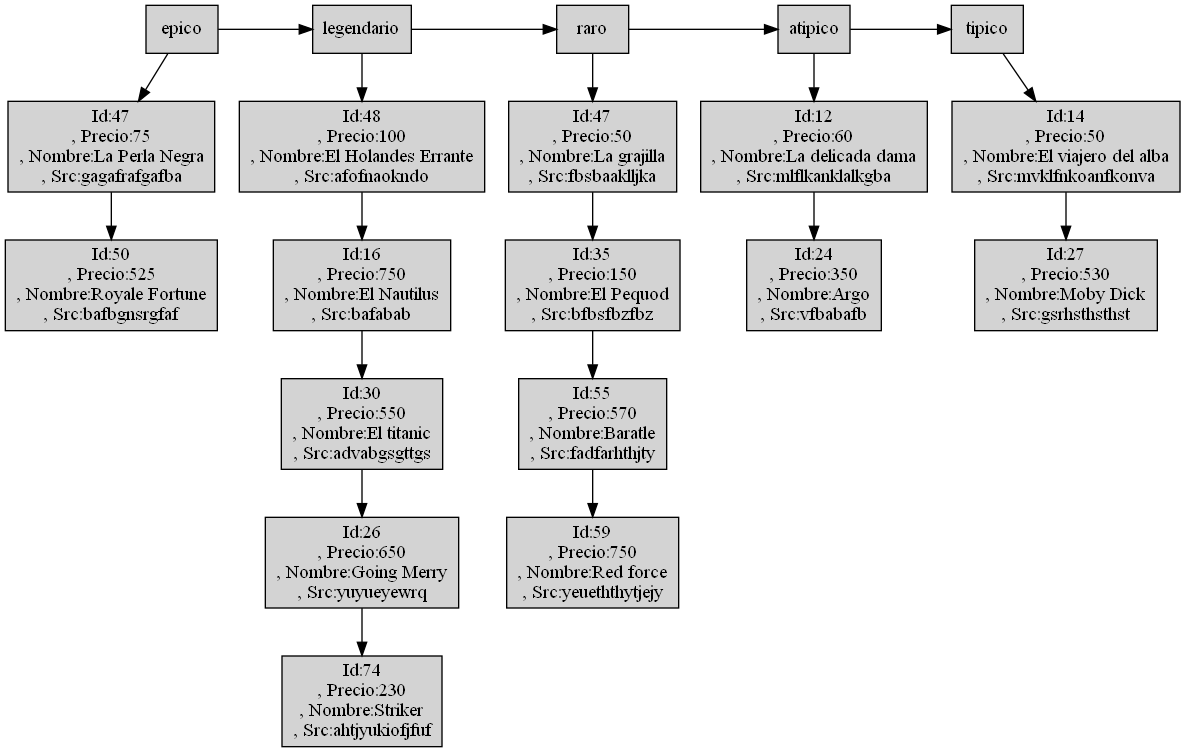 epico
legendario
raro
atipico
tipico
Id:47
, Precio:75
, Nombre:La Perla Negra
, Src:gagafrafgafba
Id:48
, Precio:100
, Nombre:El Holandes Errante
, Src:afofnaokndo
Id:47
, Precio:50
, Nombre:La grajilla
, Src:fbsbaaklljka
Id:12
, Precio:60
, Nombre:La delicada dama
, Src:mlflkanklalkgba
Id:14
, Precio:50
, Nombre:El viajero del alba
, Src:mvklfnkoanfkonva
Id:50
, Precio:525
, Nombre:Royale Fortune
, Src:bafbgnsrgfaf
Id:16
, Precio:750
, Nombre:El Nautilus
, Src:bafabab
Id:35
, Precio:150
, Nombre:El Pequod
, Src:bfbsfbzfbz
Id:24
, Precio:350
, Nombre:Argo
, Src:vfbabafb
Id:27
, Precio:530
, Nombre:Moby Dick
, Src:gsrhsthsthst
Id:30
, Precio:550
, Nombre:El titanic
, Src:advabgsgttgs
Id:55
, Precio:570
, Nombre:Baratle
, Src:fadfarhthjty
Id:26
, Precio:650
, Nombre:Going Merry
, Src:yuyueyewrq
Id:59
, Precio:750
, Nombre:Red force
, Src:yeueththytjejy
Id:74
, Precio:230
, Nombre:Striker
, Src:ahtjyukiofjfuf